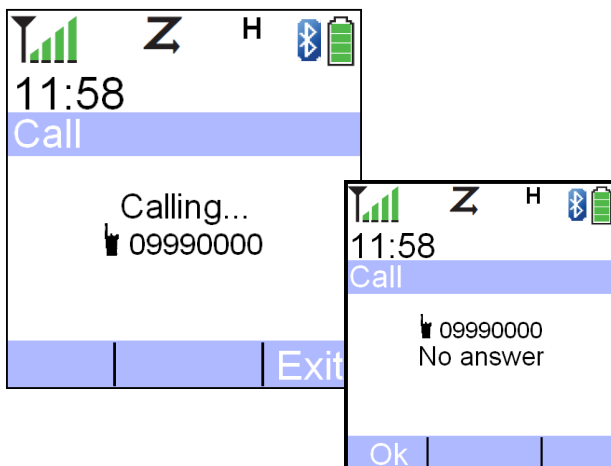 Z H
11:58
Call
Calling...
09990000
Exit
Z H
11:58
Call
09990000
No answer
Ok